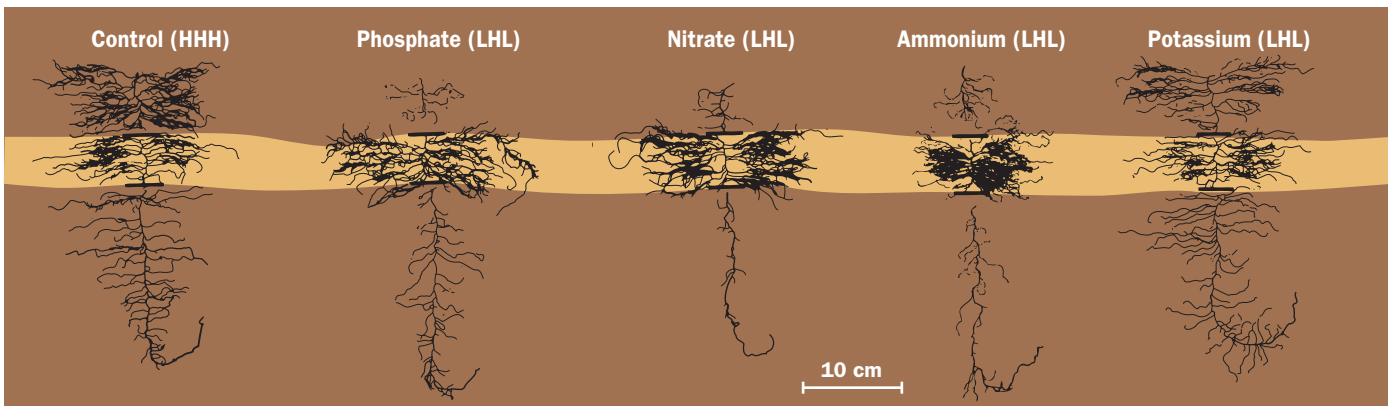 Control (HHH)
Phosphate (LHL)
Nitrate (LHL)
Ammonium (LHL)
Potassium (LHL)
10 cm